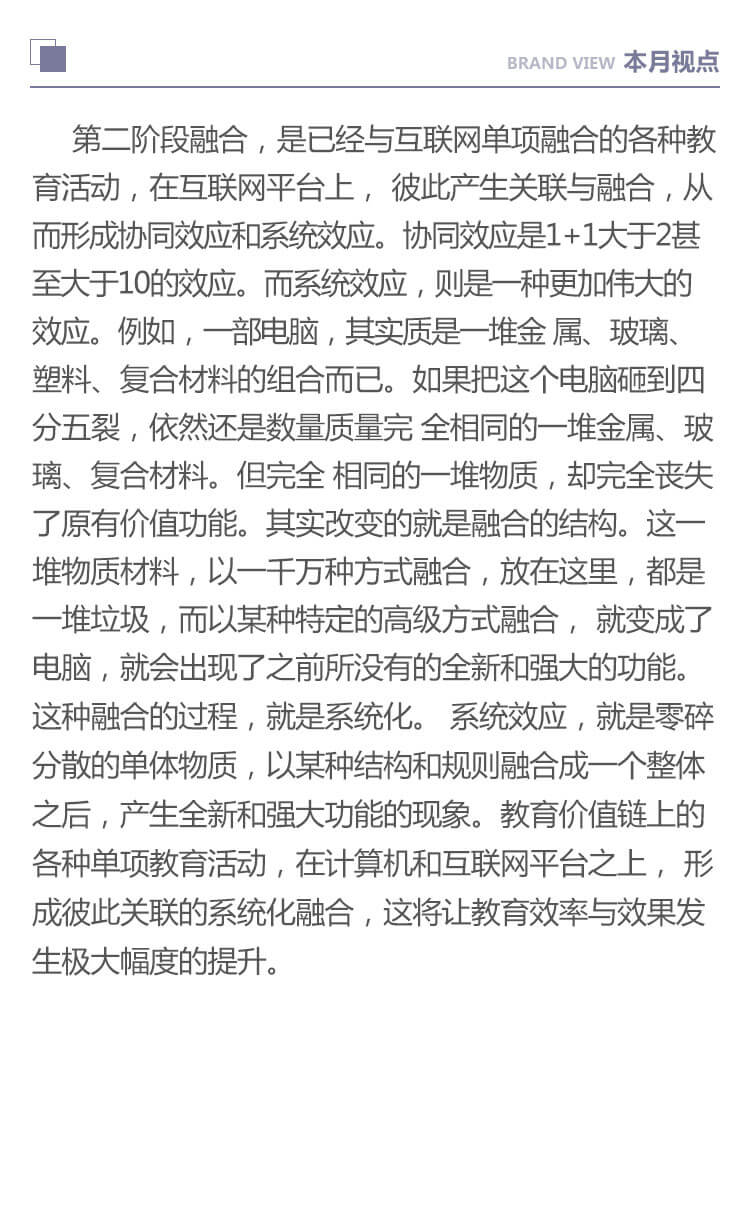 BRAND VIEW 本月视点
第二阶段融合，是已经与互联网单项融合的各种教
育活动，在互联网平台上， 彼此产生关联与融合，从
而形成协同效应和系统效应。协同效应是1+1大于2甚
至大于10的效应。而系统效应，则是一种更加伟大的
效应。例如，一部电脑，其实质是一堆金 属、玻璃、
塑料、复合材料的组合而已。如果把这个电脑砸到四
分五裂，依然还是数量质量完 全相同的一堆金属、玻
璃、复合材料。但完全 相同的一堆物质，却完全丧失
了原有价值功能。其实改变的就是融合的结构。这一
堆物质材料，以一千万种方式融合，放在这里，都是
一堆垃圾，而以某种特定的高级方式融合， 就变成了
电脑，就会出现了之前所没有的全新和强大的功能。
这种融合的过程，就是系统化。 系统效应，就是零碎
分散的单体物质，以某种结构和规则融合成一个整体
之后，产生全新和强大功能的现象。教育价值链上的
各种单项教育活动，在计算机和互联网平台之上， 形
成彼此关联的系统化融合，这将让教育效率与效果发
生极大幅度的提升。